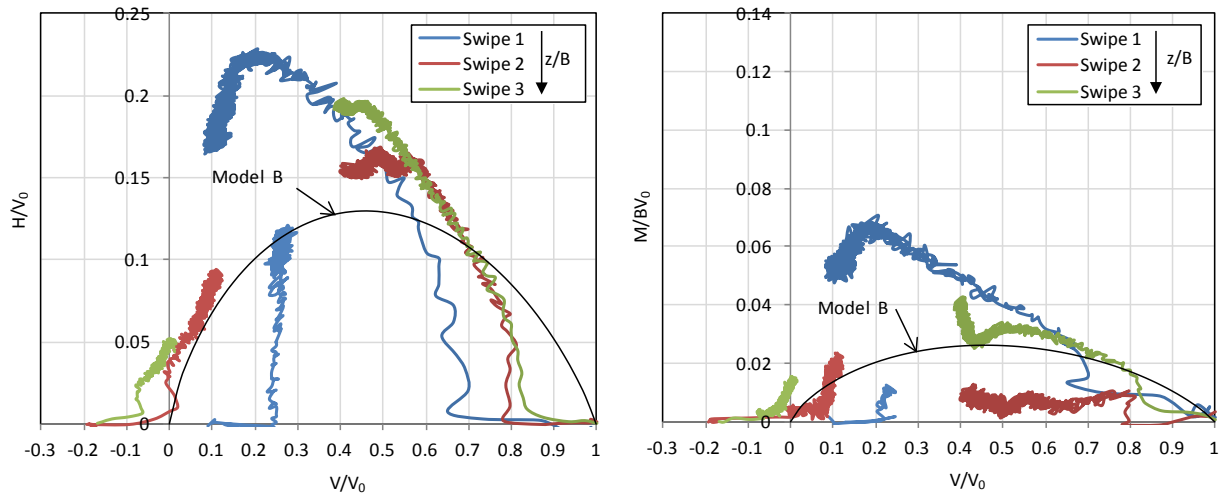 0.25
0.2
0.15
0.1
0.05
0
-0.3 -0.2 -0.1 0 0.1 0.2 0.3 0.4 0.5 0.6 0.7 0.8 0.9 1
H/V0
V/V0
Swipe 1
Swipe 2
Swipe 3
z/B
Model B
0.14
0.12
0.1
0.08
0.06
0.04
0.02
0
-0.3 -0.2 -0.1 0 0.1 0.2 0.3 0.4 0.5 0.6 0.7 0.8 0.9 1
M/BV0
V/V0
Swipe 1
Swipe 2
Swipe 3
z/B
Model B